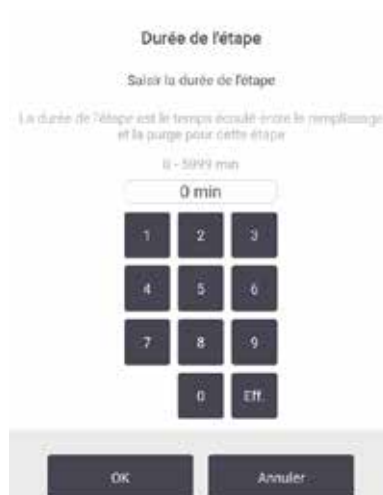 Durée de l'étape
Saisir la durée de l'étape
La durée de l'étape est le temps écoulé entre le remplissage
et la purge pour cette étape
0 - 5999 min
0 min
1 2 3
4 5 6
7 8 9
0 Eff.
OK Annuler